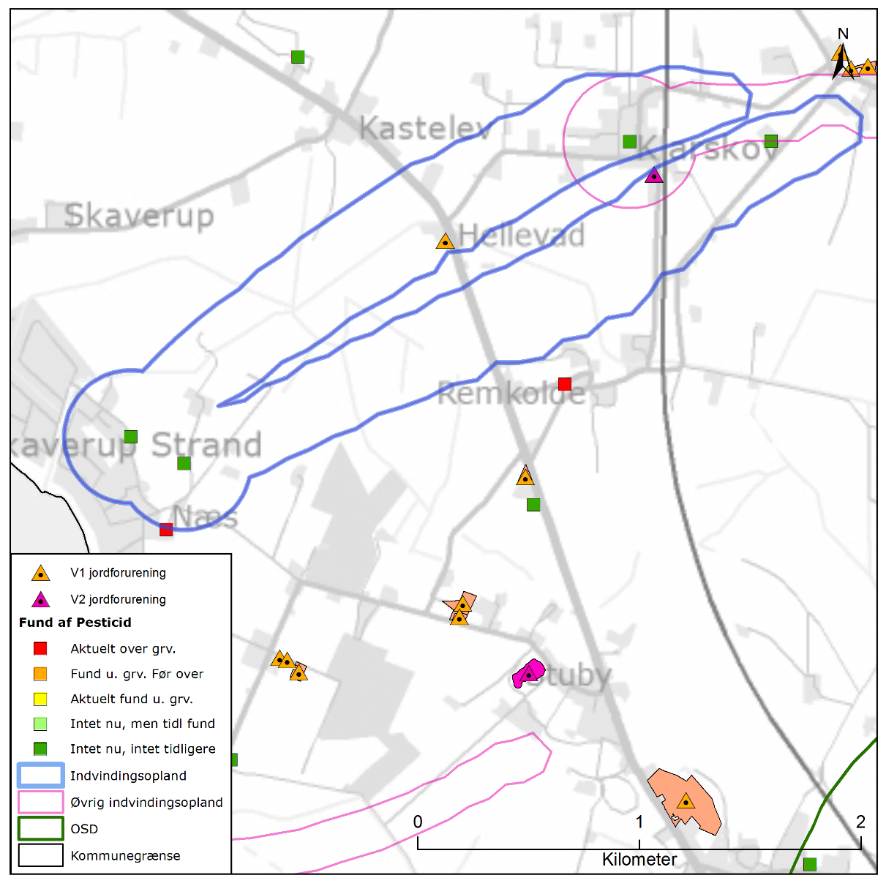 N
Kastelev
Kjarskov
Skaverup
Hellevad
Remkolde
kaverup Strand
Næs
Stuby
V1 jordforurening
V2 jordforurening
Fund af Pesticid
Aktuelt over grv.
Fund u. grv. Før over
Aktuelt fund u. grv.
Intet nu, men tidl fund
Intet nu, intet tidligere
Indvindingsopland
Øvrig indvindingsopland
OSD
Kommunegrænse
0 1 2
Kilometer